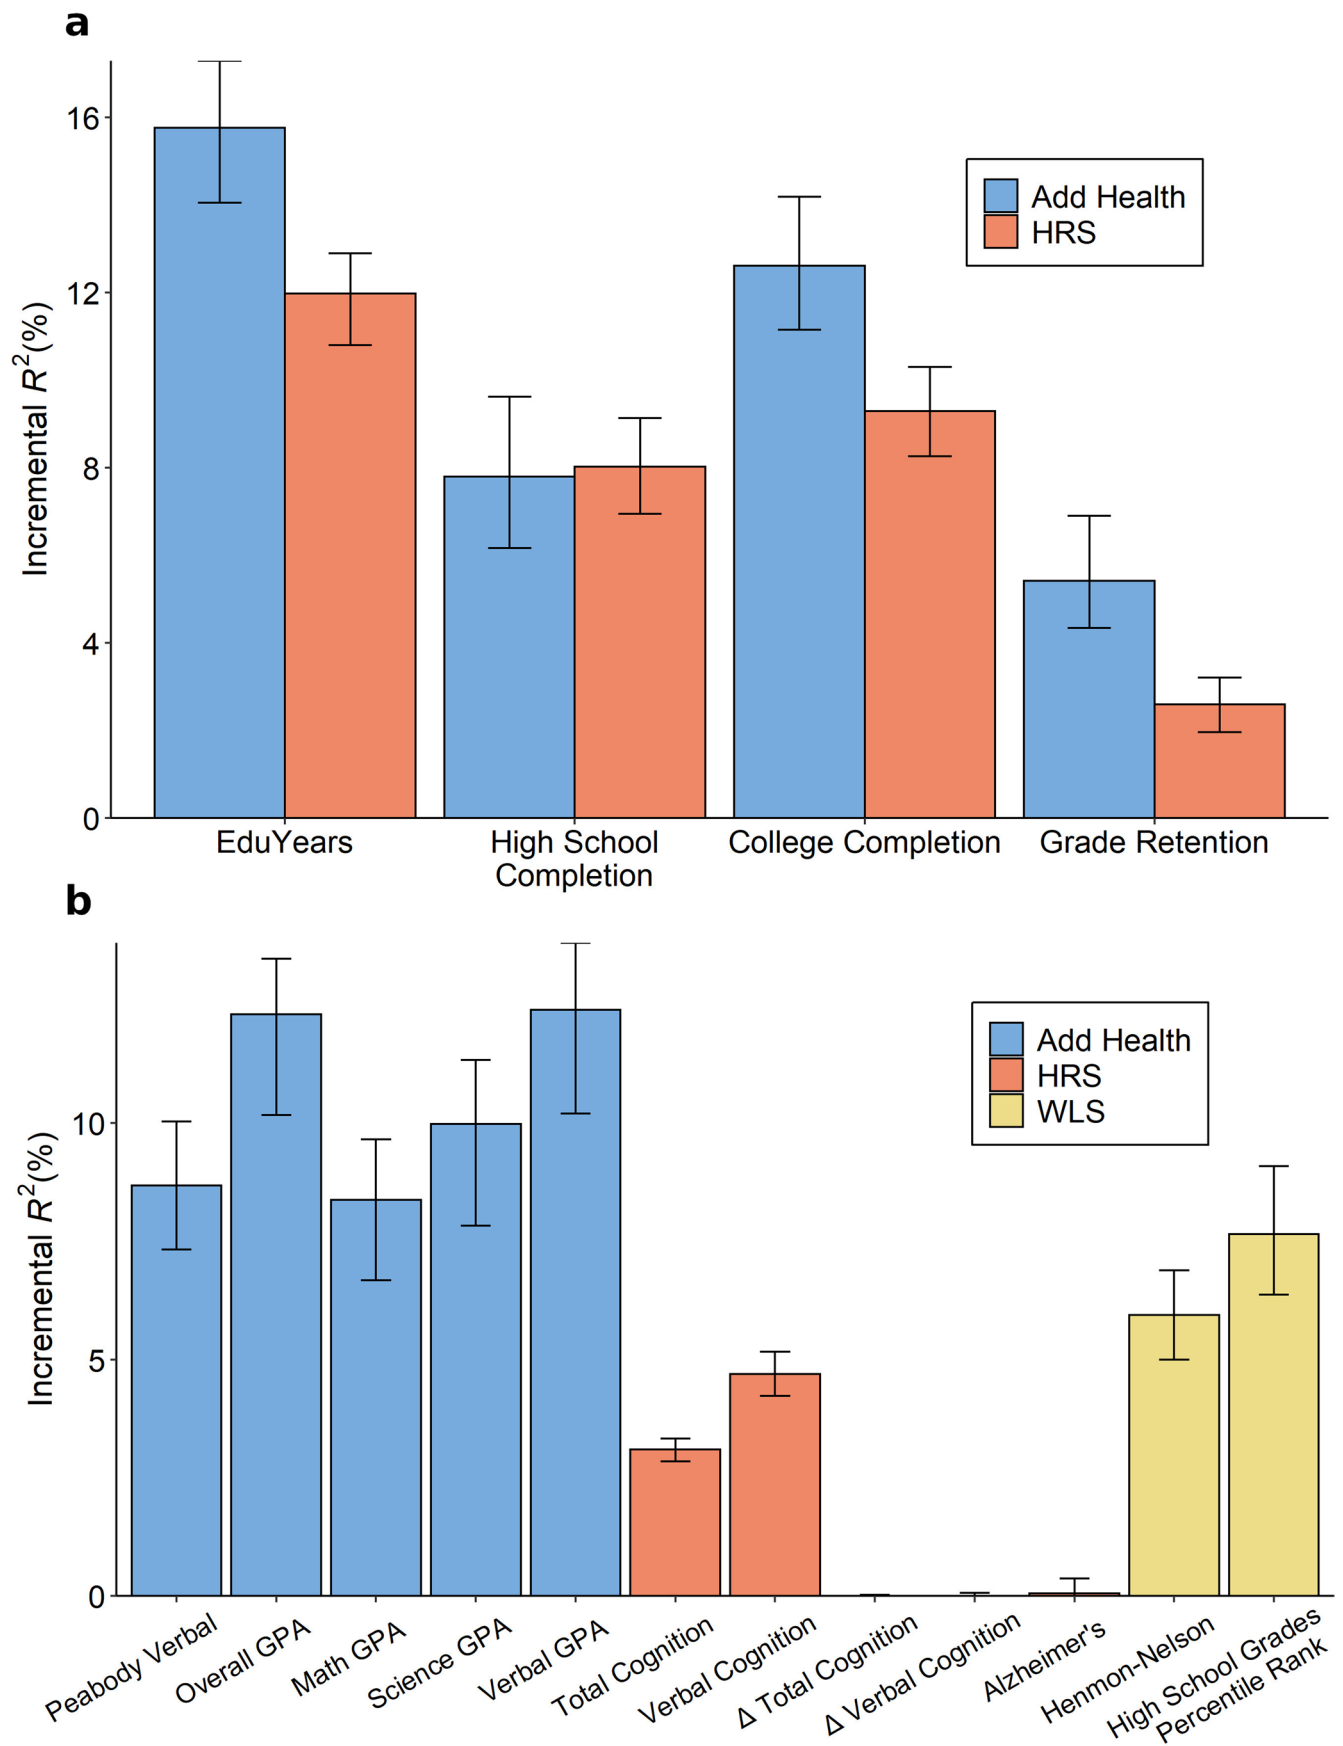 a
16
12
8
4
0
Incremental R²(%)
Add Health
HRS
EduYears
High School
Completion
College Completion
Grade Retention
b
10
5
0
Incremental R²(%)
Add Health
HRS
WLS
Peabody Verbal
Overall GPA
Math GPA
Science GPA
Verbal GPA
Total Cognition
Verbal Cognition
Δ Total Cognition
Δ Verbal Cognition
Alzheimer's
Henmon-Nelson
High School Grades
Percentile Rank